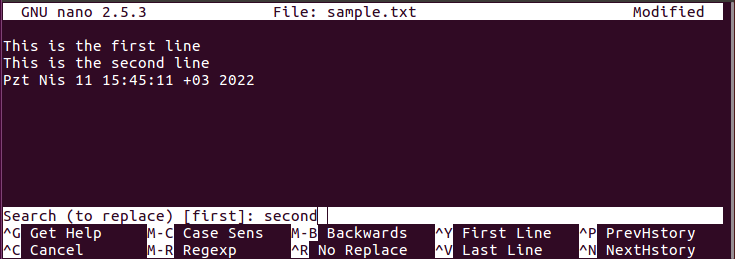 GNU nano 2.5.3 File: sample.txt Modified
This is the first line
This is the second line
Pzt Nis 11 15:45:11 +03 2022
Search (to replace) [first]: second
^G Get Help M-C Case Sens M-B Backwards ^Y First Line ^P PrevHstory
^C Cancel M-R Regexp ^R No Replace ^V Last Line ^N NextHstory